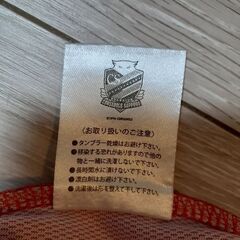 CONSADOLE SAPPORO
〈お取り扱いのご注意〉
●タンブラー乾燥はお避け下さい。
●移染する恐れがありますので他の
物と一緒に洗濯しないで下さい。
●長時間水に漬けないで下さい。
●漂白剤はお避け下さい。
●洗濯後は形を整えて干して下さい。